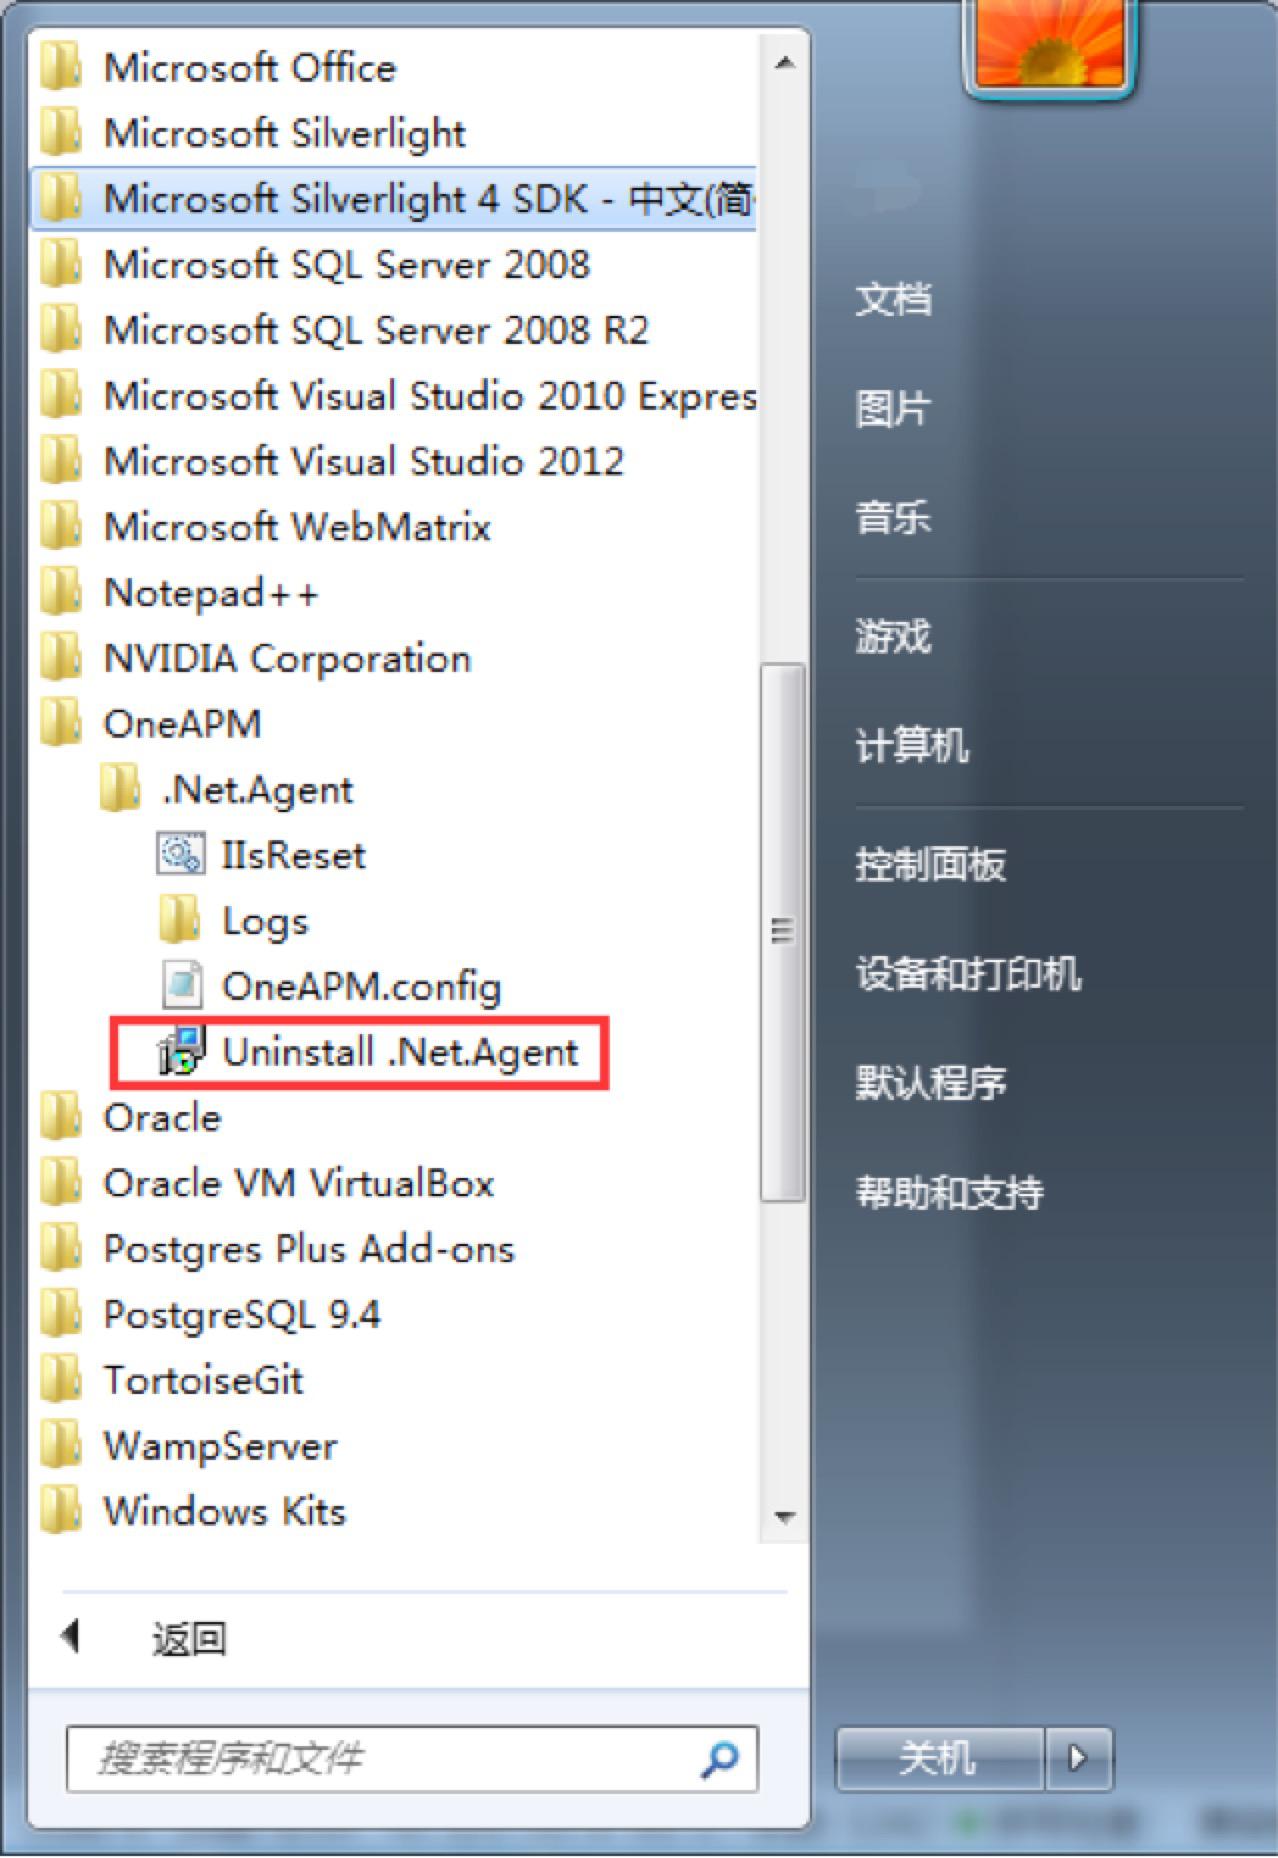 Microsoft Office
Microsoft Silverlight
Microsoft Silverlight 4 SDK - 中文(简
Microsoft SQL Server 2008
Microsoft SQL Server 2008 R2
Microsoft Visual Studio 2010 Expres
Microsoft Visual Studio 2012
Microsoft WebMatrix
Notepad++
NVIDIA Corporation
OneAPM
.Net.Agent
IIsReset
Logs
OneAPM.config
Uninstall .Net.Agent
Oracle
Oracle VM VirtualBox
Postgres Plus Add-ons
PostgreSQL 9.4
TortoiseGit
WampServer
Windows Kits
返回
搜索程序和文件
文档
图片
音乐
游戏
计算机
控制面板
设备和打印机
默认程序
帮助和支持
关机